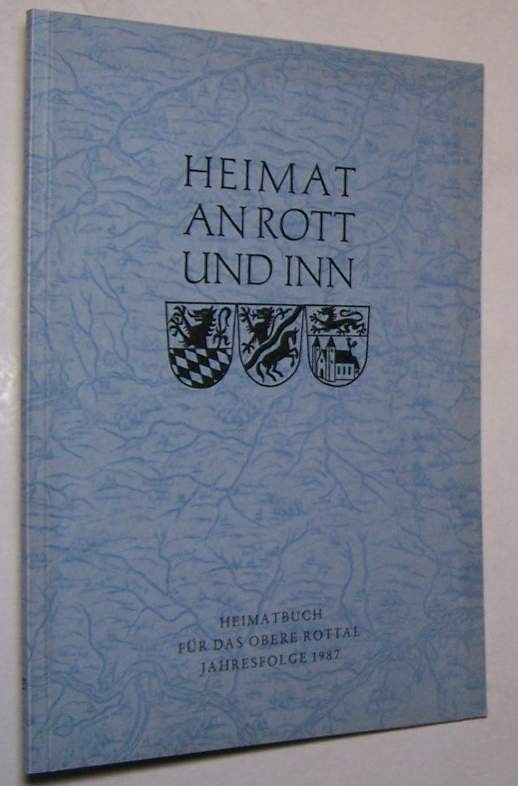 HEIMAT
AN ROTT
UND INN
HEIMATBUCH
FÜR DAS OBERE ROTTAL
JAHRESFOLGE 1987